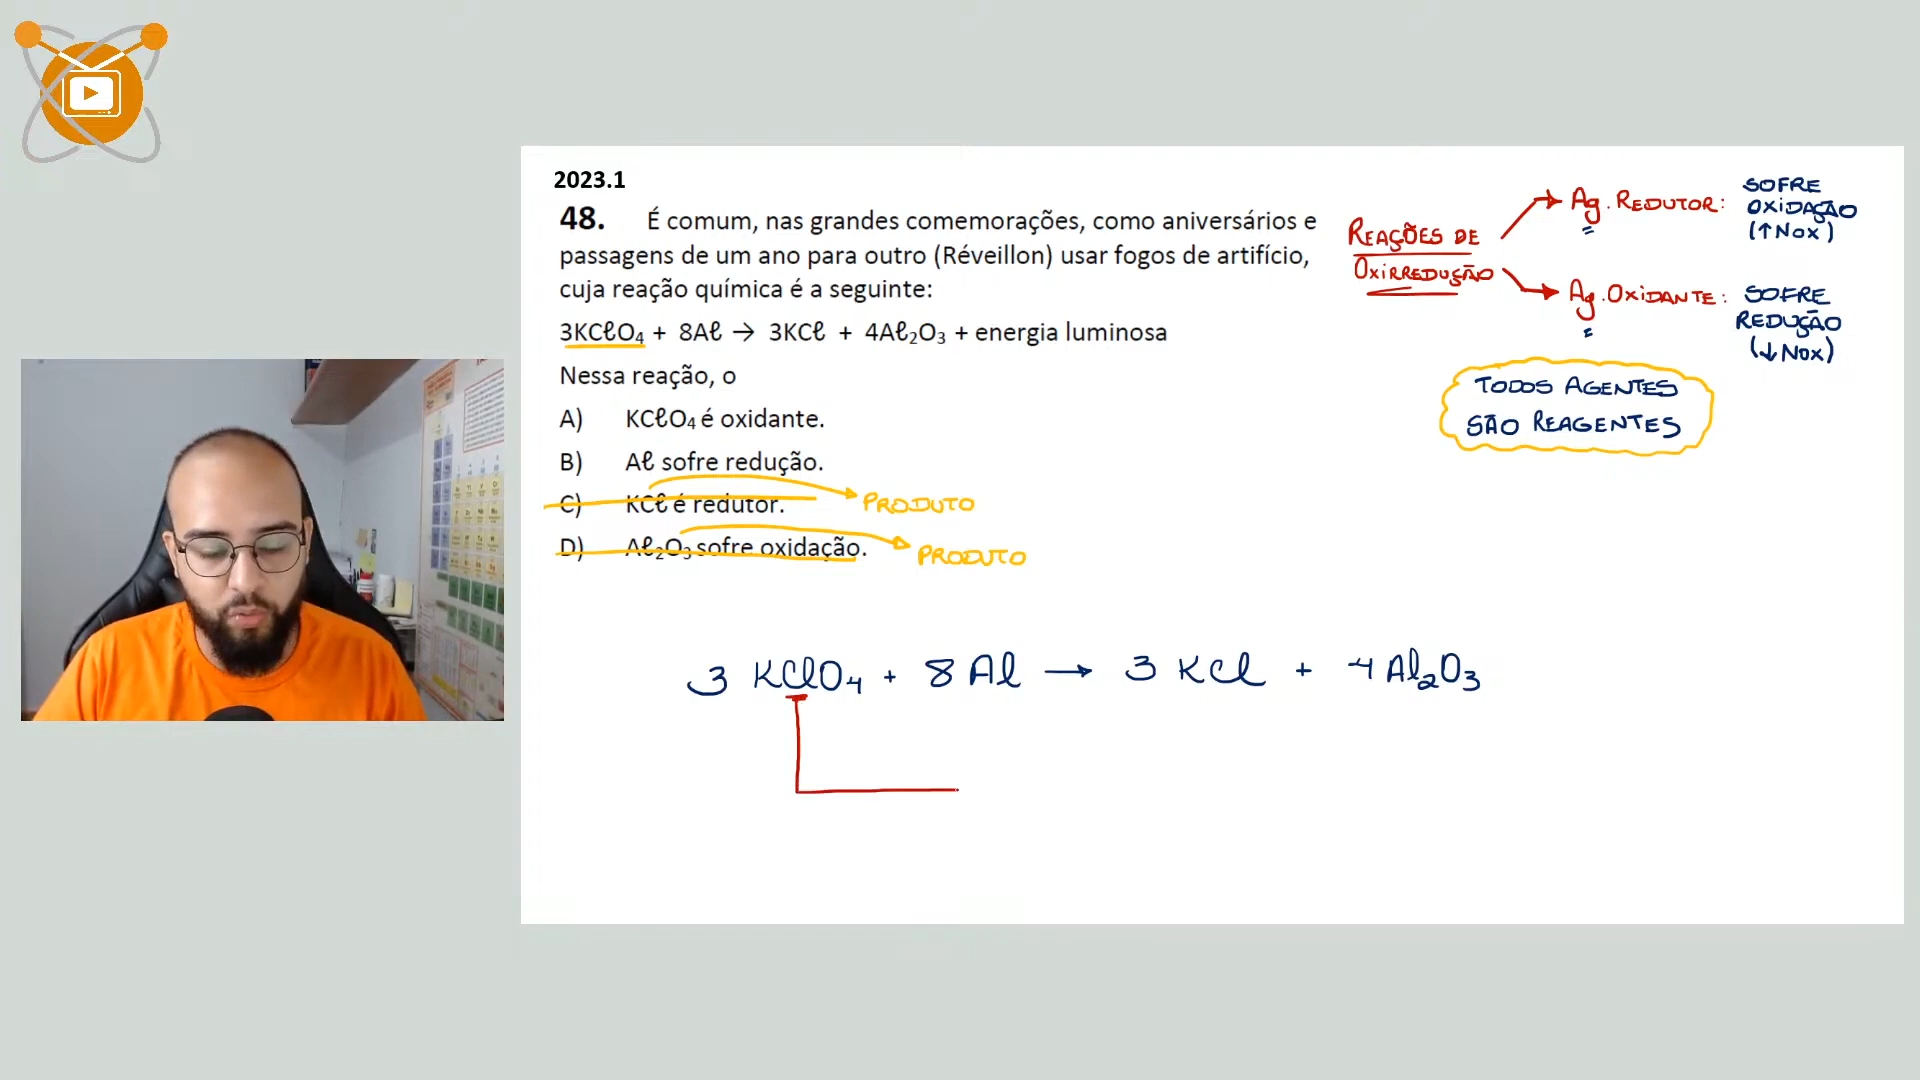 2023.1
48. É comum, nas grandes comemorações, como aniversários e
passagens de um ano para outro (Réveillon) usar fogos de artifício,
cuja reação química é a seguinte:
3KCℓO₄ + 8Aℓ → 3KCℓ + 4Aℓ₂O₃ + energia luminosa
Nessa reação, o
A) KCℓO₄ é oxidante.
B) Aℓ sofre redução.
C) KCℓ é redutor.
PRODUTO
D) Aℓ₂O₃ sofre oxidação.
PRODUTO
REAÇÕES DE
OXIRREDUÇÃO
Ag. REDUTOR: SOFRE
OXIDAÇÃO
(↑NOX)
Ag. OXIDANTE: SOFRE
REDUÇÃO
(↓NOX)
TODOS AGENTES
SÃO REAGENTES
3 KClO₄ + 8 Al → 3 KCl + 4 Al₂O₃